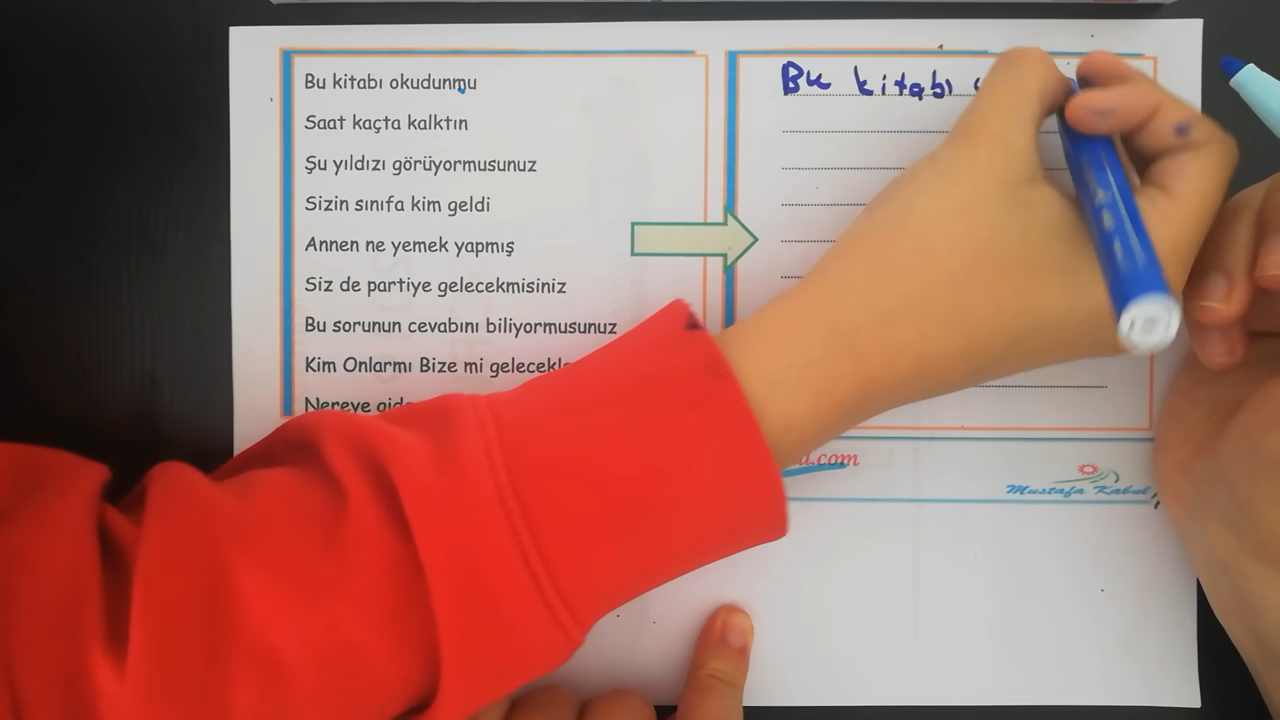 Bu kitabı okudunmu
Saat kaçta kalktın
Şu yıldızı görüyormusunuz
Sizin sınıfa kim geldi
Annen ne yemek yapmış
Siz de partiye gelecekmisiniz
Bu sorunun cevabını biliyormusunuz
Kim Onlarmı Bize mi
Nereye
Bu kitabı
.com
Mustafa Kabul